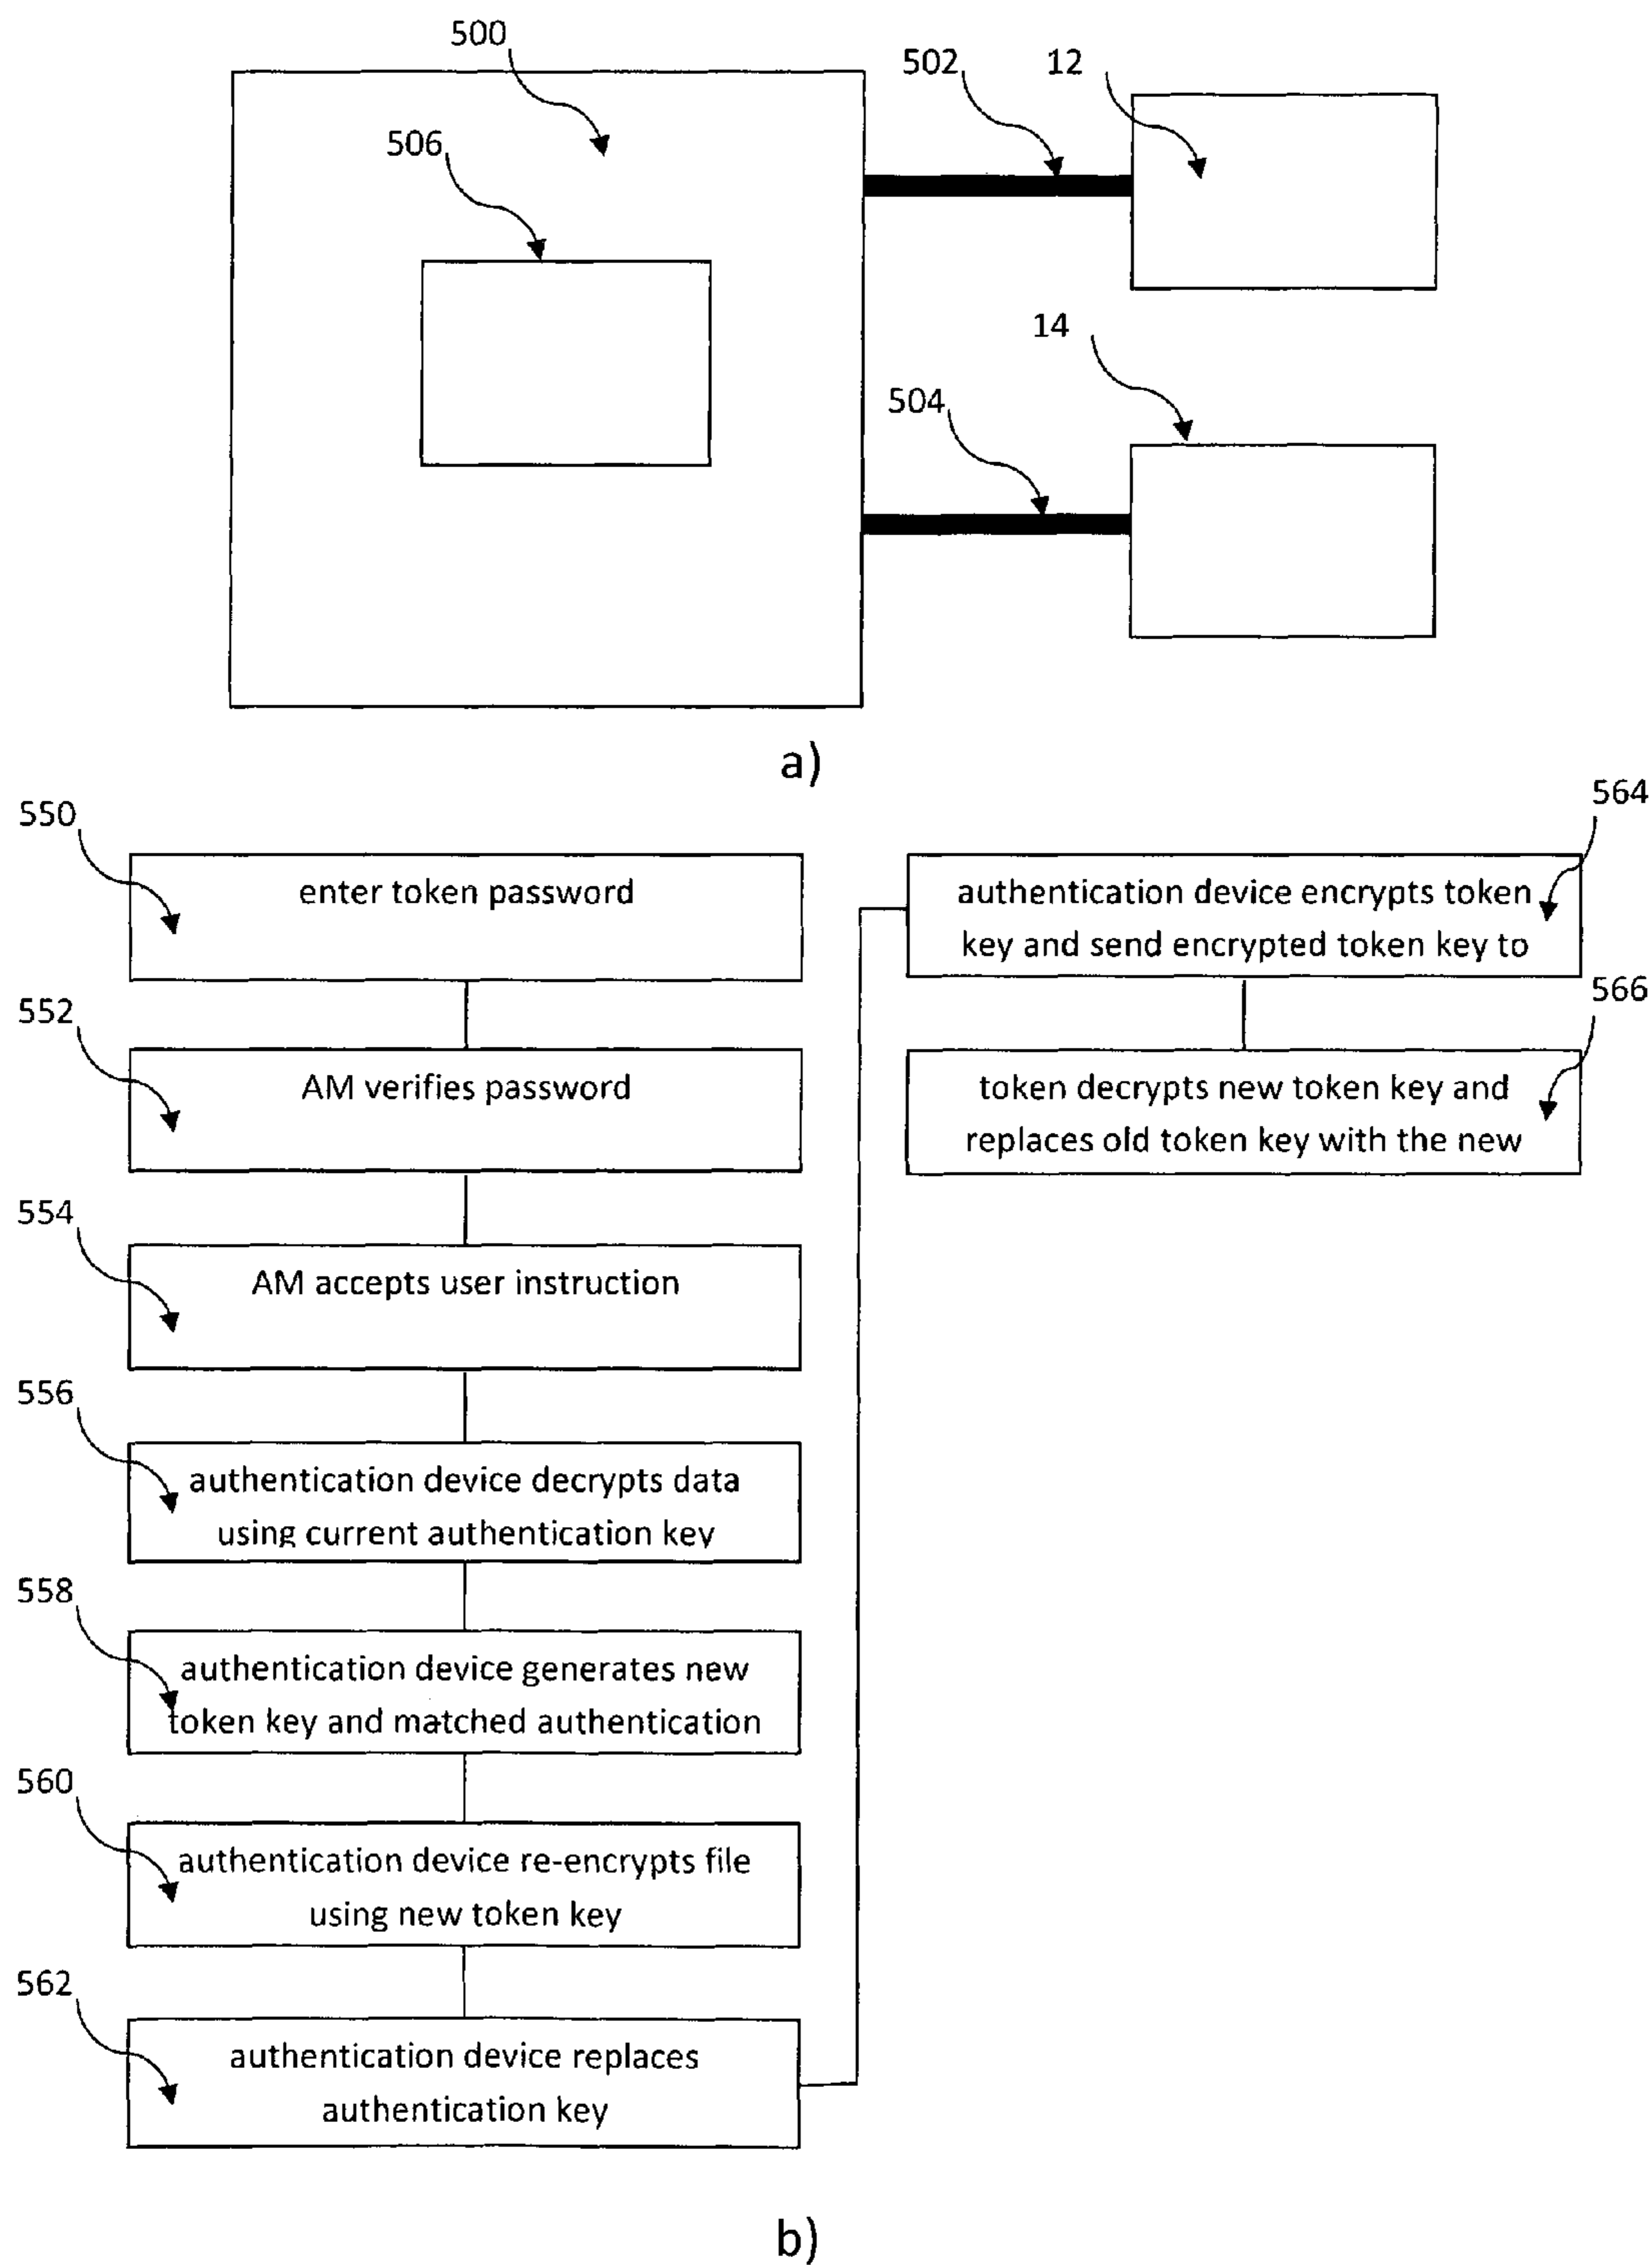 500
502
12
506
14
504
a)
550
enter token password
552
AM verifies password
554
AM accepts user instruction
556
authentication device decrypts data
using current authentication key
558
authentication device generates new
token key and matched authentication
560
authentication device re-encrypts file
using new token key
562
authentication device replaces
authentication key
564
authentication device encrypts token
key and send encrypted token key to
566
token decrypts new token key and
replaces old token key with the new
b)